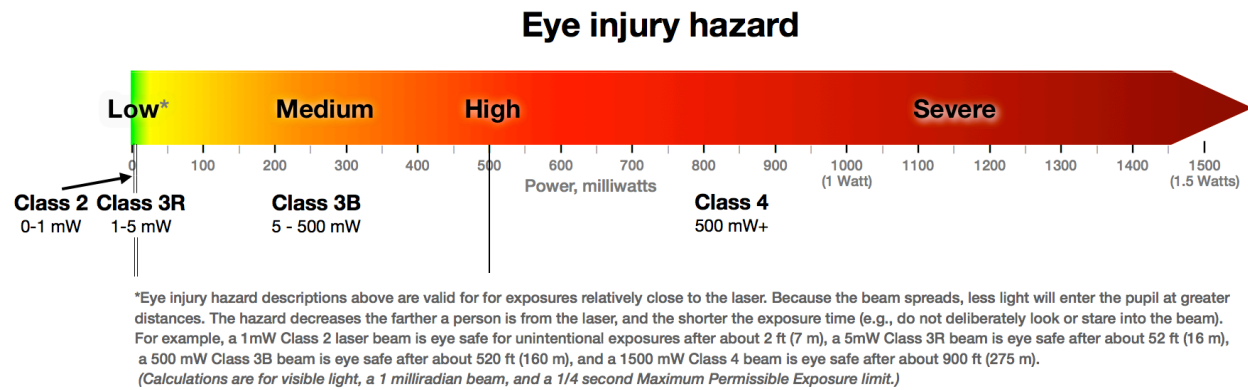 Eye injury hazard
Low*
Medium
High
Severe
0 100 200 300 400 500 600 700 800 900 1000 1100 1200 1300 1400 1500
Power, milliwatts
(1 Watt)
(1.5 Watts)
Class 2
0-1 mW
Class 3R
1-5 mW
Class 3B
5 - 500 mW
Class 4
500 mW+
*Eye injury hazard descriptions above are valid for for exposures relatively close to the laser. Because the beam spreads, less light will enter the pupil at greater
distances. The hazard decreases the farther a person is from the laser, and the shorter the exposure time (e.g., do not deliberately look or stare into the beam).
For example, a 1mW Class 2 laser beam is eye safe for unintentional exposures after about 2 ft (7 m), a 5mW Class 3R beam is eye safe after about 52 ft (16 m),
a 500 mW Class 3B beam is eye safe after about 520 ft (160 m), and a 1500 mW Class 4 beam is eye safe after about 900 ft (275 m).
(Calculations are for visible light, a 1 milliradian beam, and a 1/4 second Maximum Permissible Exposure limit.)